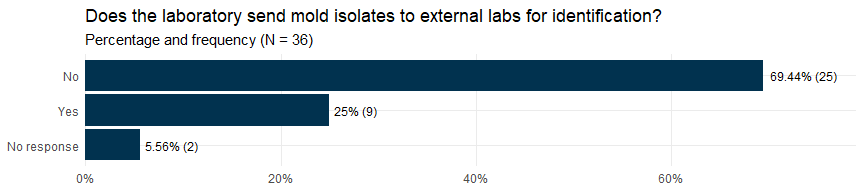 Does the laboratory send mold isolates to external labs for identification?
Percentage and frequency (N = 36)
No 69.44% (25)
Yes 25% (9)
No response 5.56% (2)
0% 20% 40% 60%